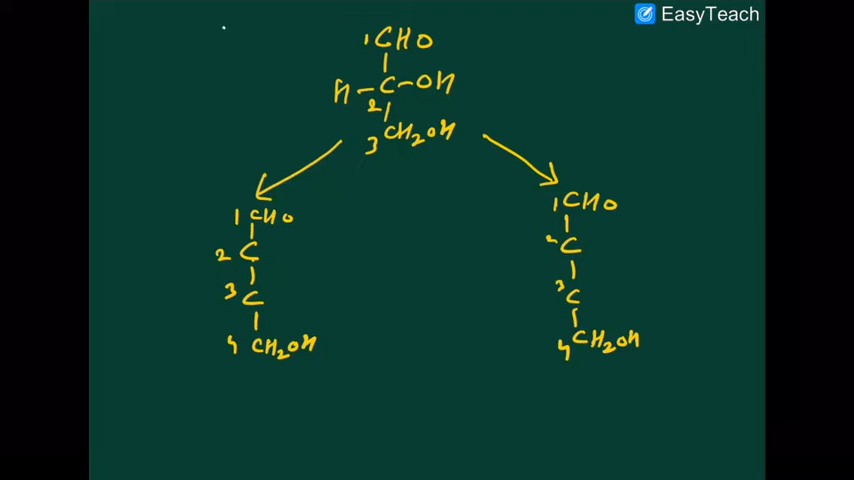 EasyTeach
1CHO
H-C-OH
2
3CH2OH
1CHO
2C
3C
4CH2OH
1CHO
2C
3C
4CH2OH